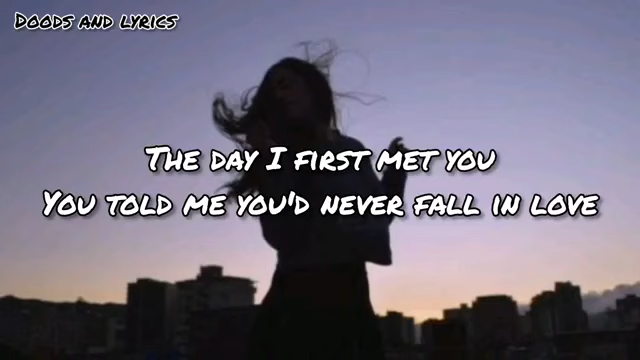 Doods and lyrics
The day I first met you
You told me you'd never fall in love